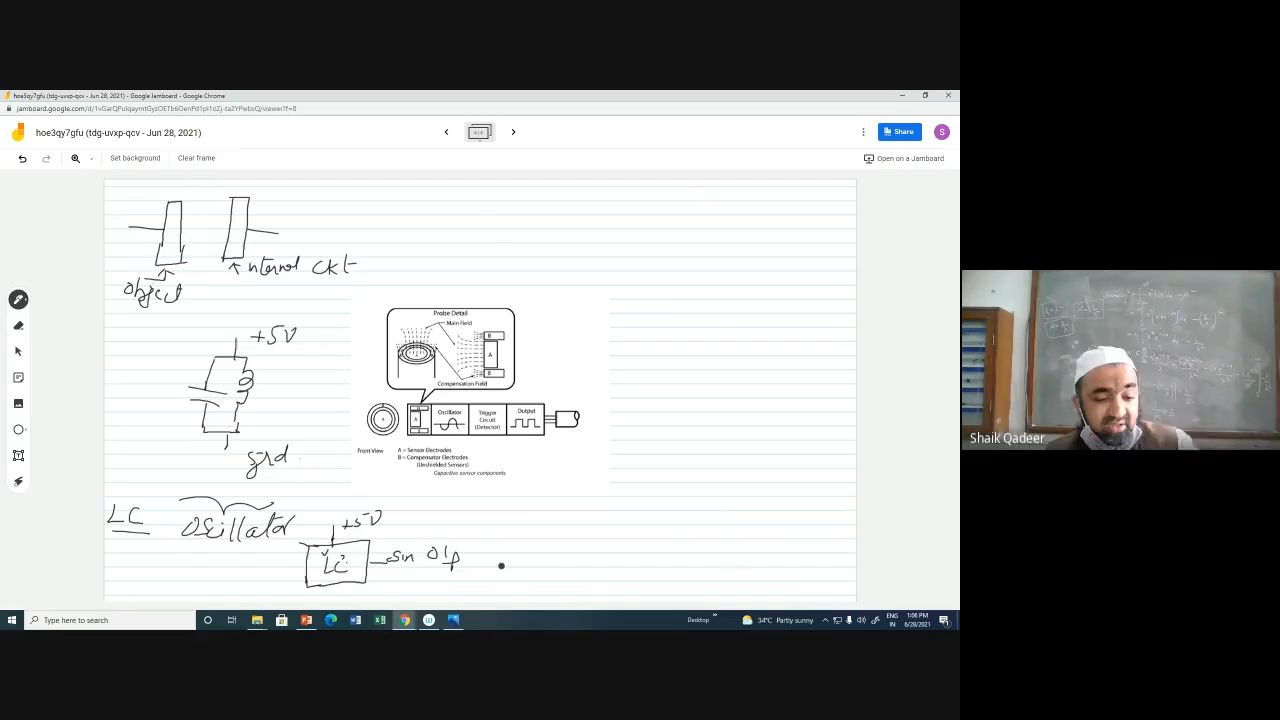 hoe3qy7gfu (tdg-uvxp-qcv - Jun 28, 2021) - Google Jamboard - Google Chrome
hoe3qy7gfu (tdg-uvxp-qcv - Jun 28, 2021)
Share
S
Set background
Clear frame
Open on a Jamboard
object
internal ckt
+5V
grd
Probe Detail
Main Field
B
A
B
Compensation Field
A
A
Oscillator
Trigger
Circuit
(Detector)
Output
Front View
A = Sensor Electrodes
B = Compensator Electrodes
(Unshielded Sensors)
Capacitive sensor components
LC
Oscillator
+5V
LC
sin O/p
Shaik Qadeer
Type here to search
Desktop
34°C Partly sunny
ENG
IN
1:06 PM
6/28/2021